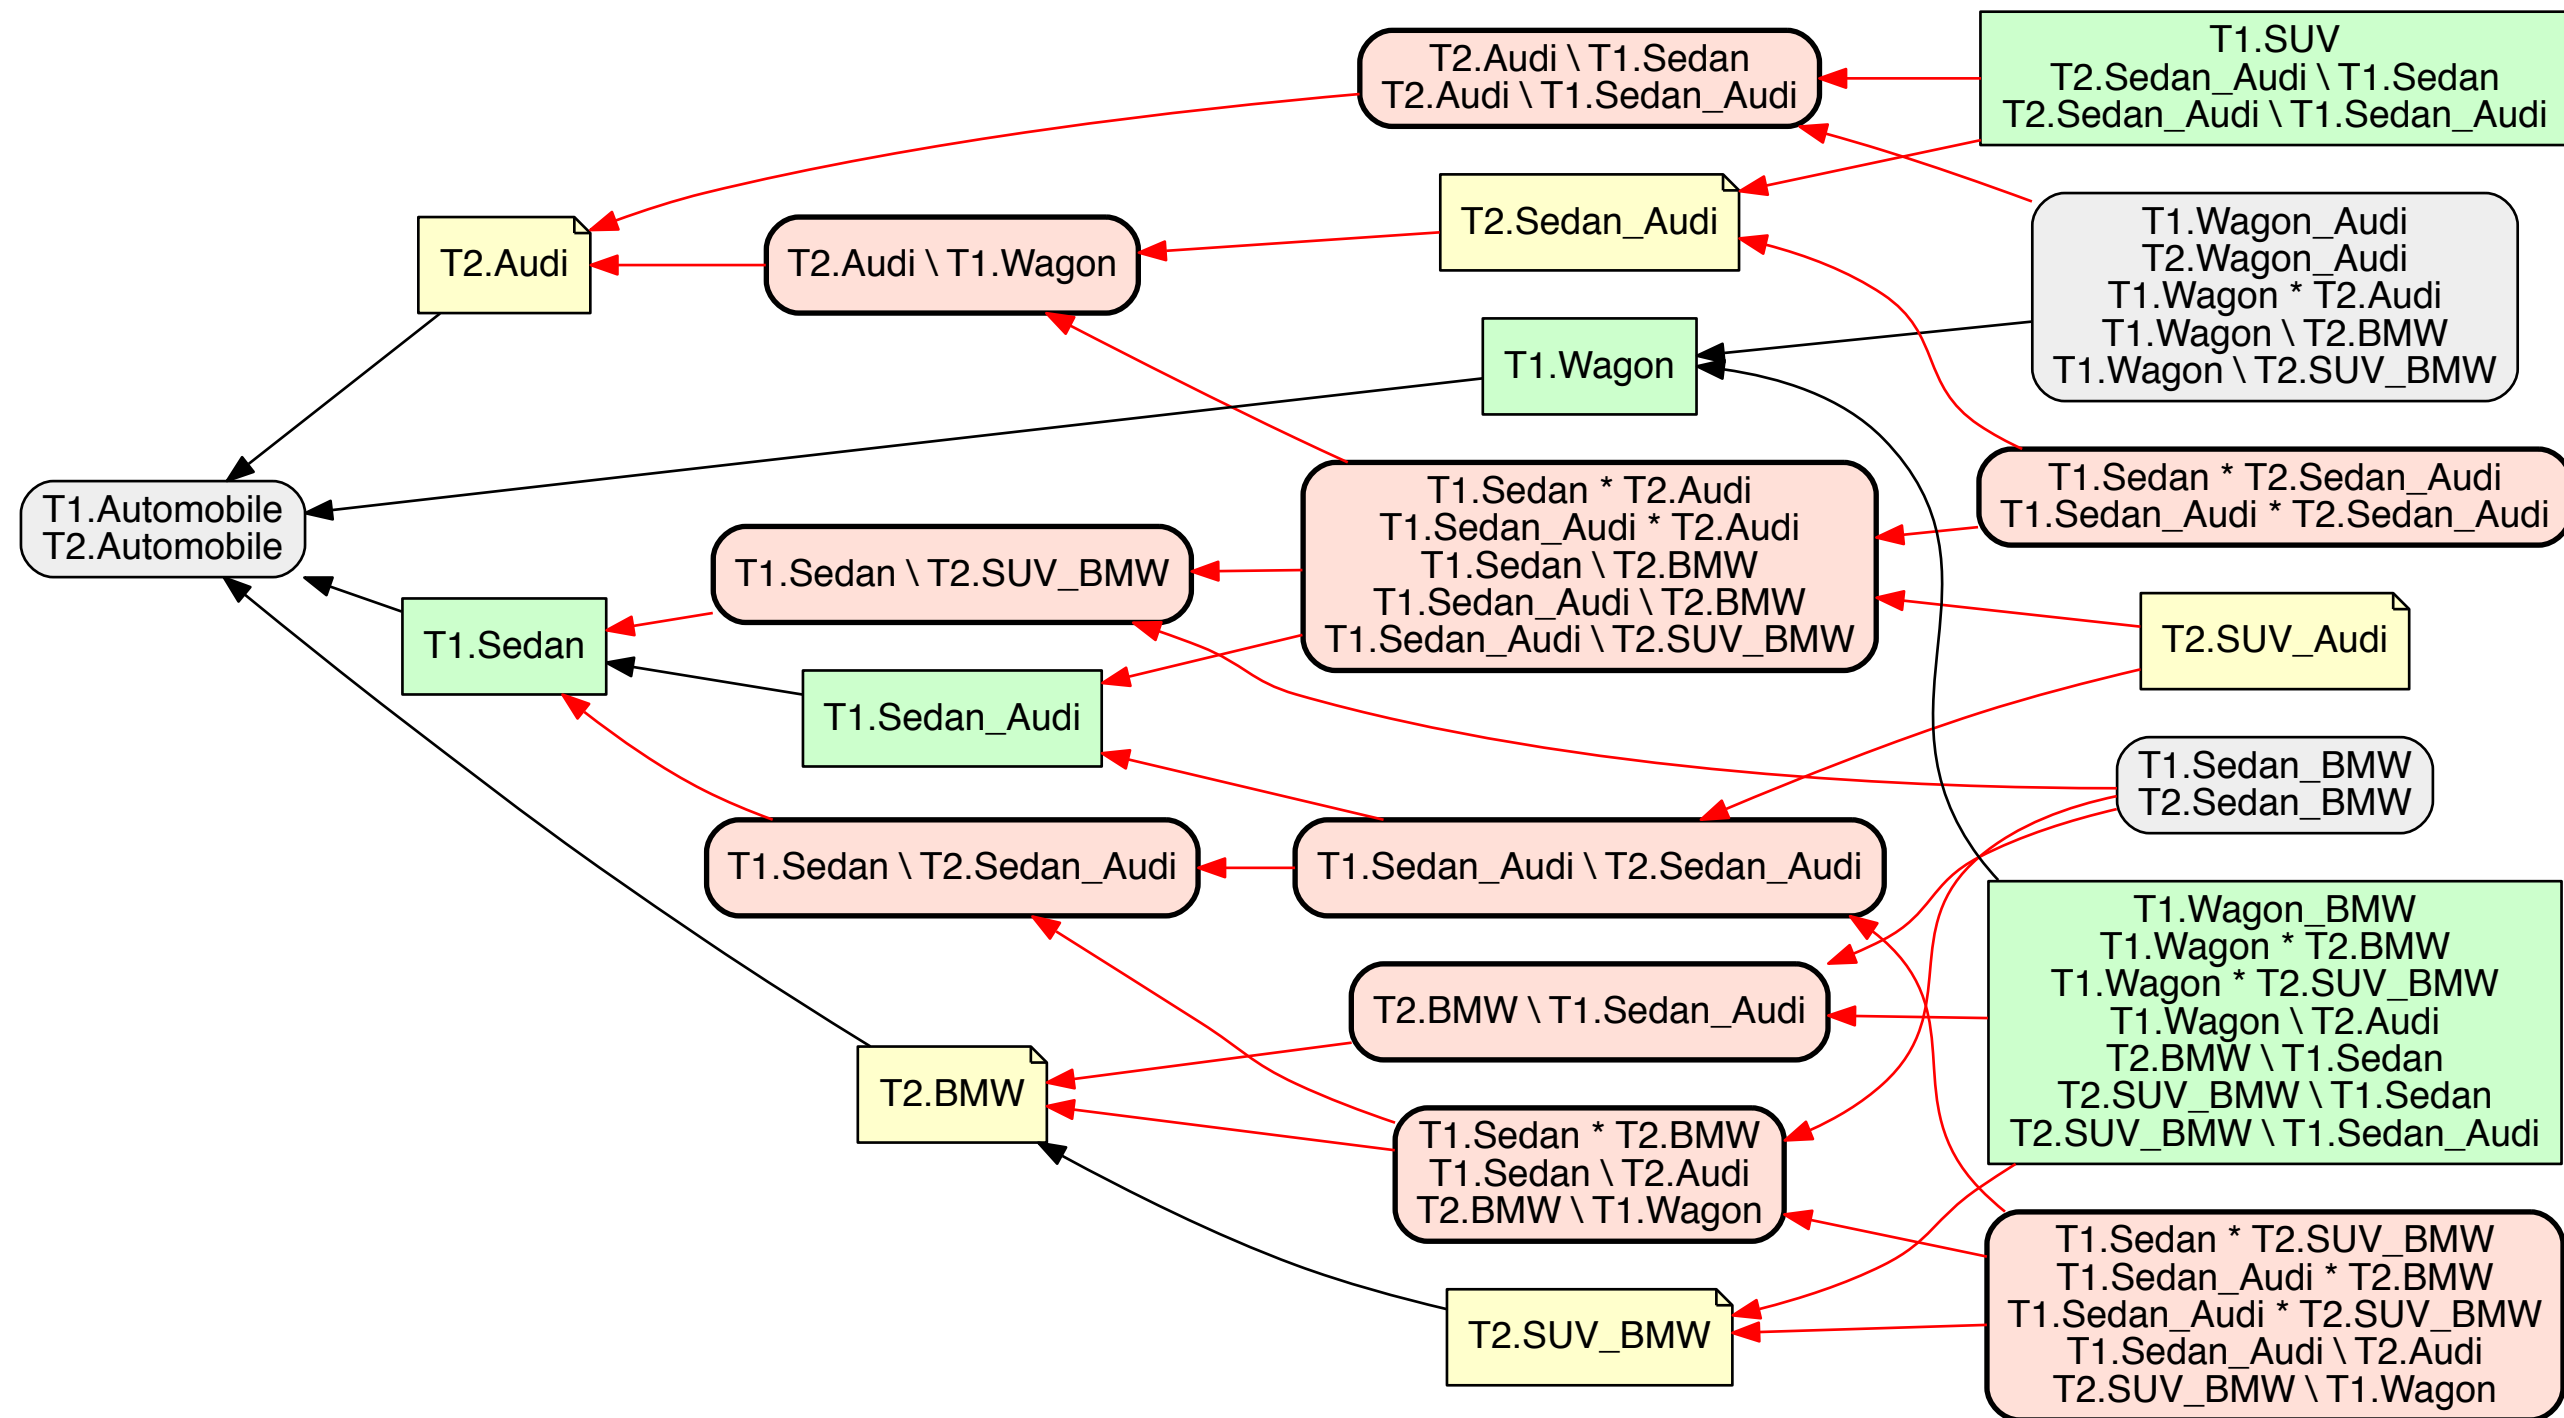 T2.Audi \ T1.Sedan
T2.Audi \ T1.Sedan_Audi
T1.SUV
T2.Sedan_Audi \ T1.Sedan
T2.Sedan_Audi \ T1.Sedan_Audi
T2.Audi
T2.Audi \ T1.Wagon
T2.Sedan_Audi
T1.Wagon_Audi
T2.Wagon_Audi
T1.Wagon * T2.Audi
T1.Wagon \ T2.BMW
T1.Wagon \ T2.SUV_BMW
T1.Wagon
T1.Automobile
T2.Automobile
T1.Sedan * T2.Audi
T1.Sedan_Audi * T2.Audi
T1.Sedan \ T2.BMW
T1.Sedan_Audi \ T2.BMW
T1.Sedan_Audi \ T2.SUV_BMW
T1.Sedan * T2.Sedan_Audi
T1.Sedan_Audi * T2.Sedan_Audi
T1.Sedan \ T2.SUV_BMW
T1.Sedan
T2.SUV_Audi
T1.Sedan_Audi
T1.Sedan_BMW
T2.Sedan_BMW
T1.Sedan \ T2.Sedan_Audi
T1.Sedan_Audi \ T2.Sedan_Audi
T1.Wagon_BMW
T1.Wagon * T2.BMW
T1.Wagon * T2.SUV_BMW
T1.Wagon \ T2.Audi
T2.BMW \ T1.Sedan
T2.SUV_BMW \ T1.Sedan
T2.SUV_BMW \ T1.Sedan_Audi
T2.BMW \ T1.Sedan_Audi
T2.BMW
T1.Sedan * T2.BMW
T1.Sedan \ T2.Audi
T2.BMW \ T1.Wagon
T1.Sedan * T2.SUV_BMW
T1.Sedan_Audi * T2.BMW
T1.Sedan_Audi * T2.SUV_BMW
T1.Sedan_Audi \ T2.Audi
T2.SUV_BMW \ T1.Wagon
T2.SUV_BMW